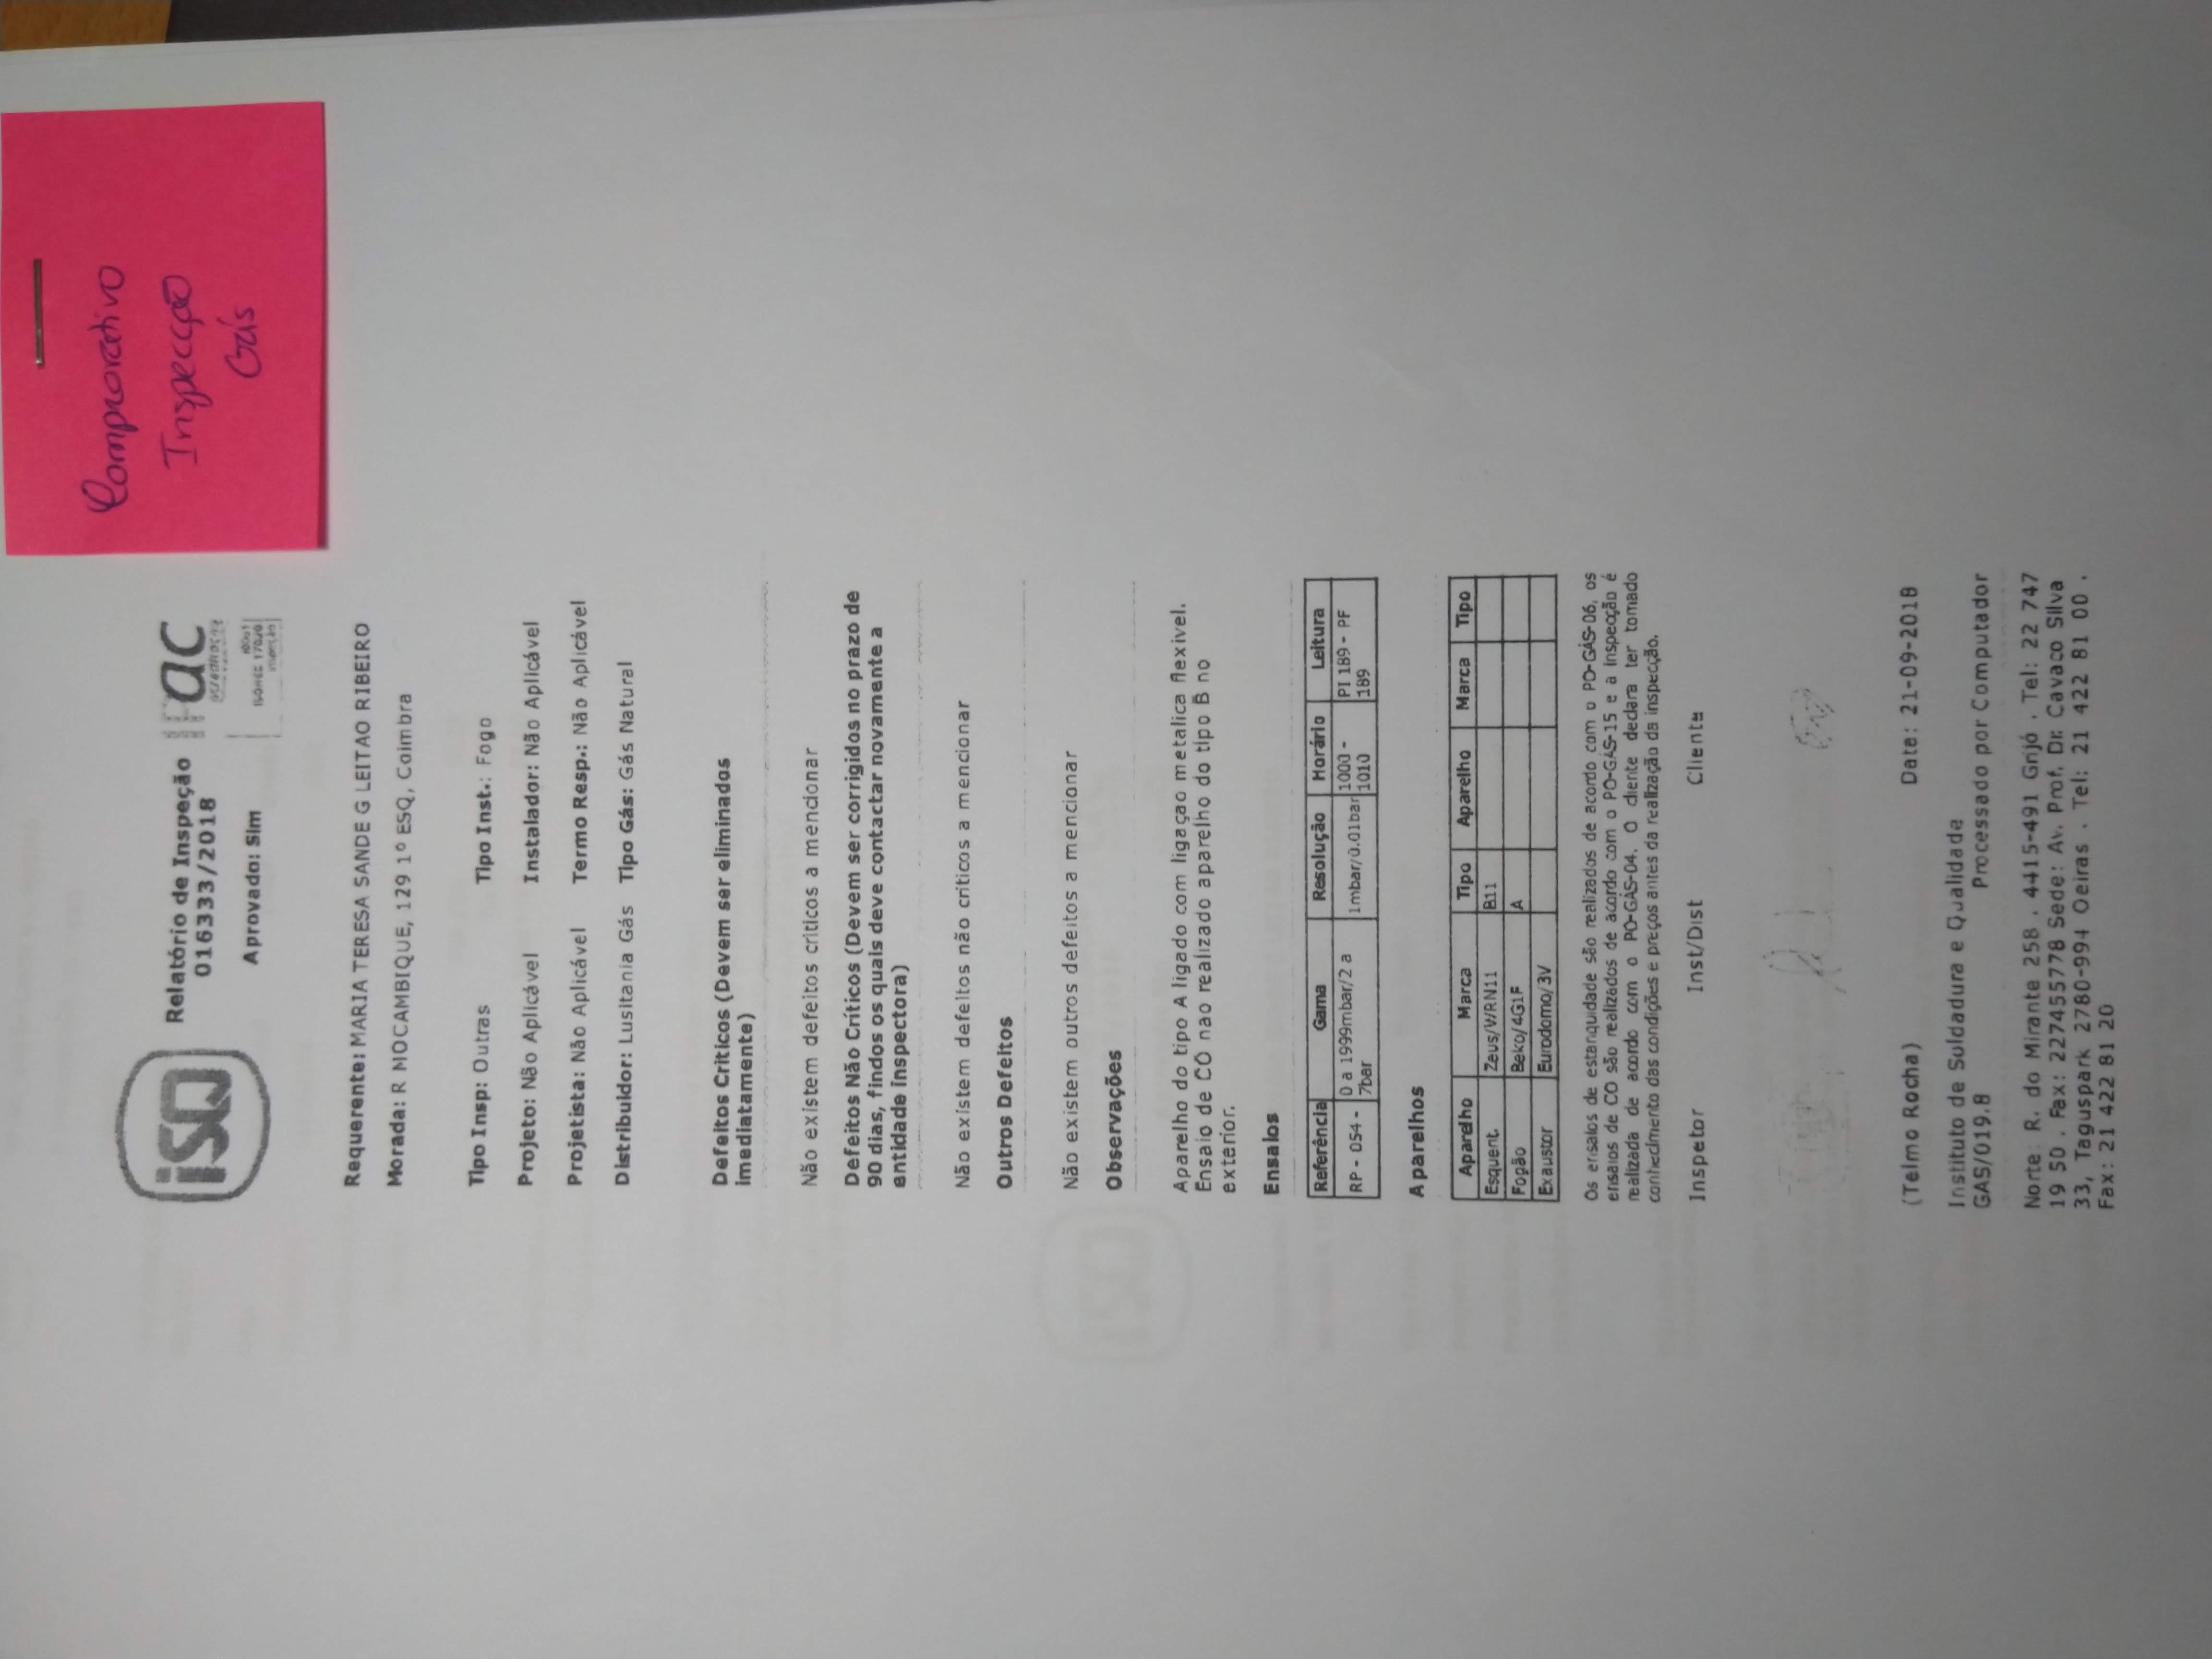 Comprovativo
Inspecção
Gás
iSQ
Relatório de Inspeção
016333/2018
Aprovado: Sim
ipac
acreditação
Requerente: MARIA TERESA SANDE G LEITAO RIBEIRO
Morada: R MOCAMBIQUE, 129 1º ESQ, Coimbra
Tipo Insp: Outras Tipo Inst.: Fogo
Projeto: Não Aplicável Instalador: Não Aplicável
Projetista: Não Aplicável Termo Resp.: Não Aplicável
Distribuidor: Lusitania Gás Tipo Gás: Gás Natural
Defeitos Criticos (Devem ser eliminados
imediatamente)
Não existem defeitos criticos a mencionar
Defeitos Não Críticos (Devem ser corrigidos no prazo de
90 dias, findos os quais deve contactar novamente a
entidade inspectora)
Não existem defeitos não criticos a mencionar
Outros Defeitos
Não existem outros defeitos a mencionar
Observações
Aparelho do tipo A ligado com ligaçao metalica flexivel.
Ensaio de CO nao realizado aparelho do tipo B no
exterior.
Ensaios
Referência Gama Resolução Horário Leitura
RP - 054 - 0 a 1999mbar/2 a 7bar 1mbar/0.01bar 1000 - 1010 PI 189 - PF 189
Aparelhos
Aparelho Marca Tipo Aparelho Marca Tipo
Esquent. Zeus/VRN11 B11
Fogão Beko/4G1F A
Exaustor Eurodomo/3V
Os ensaios de estanquidade são realizados de acordo com o PO-GÁS-06, os
ensaios de CO são realizados de acordo com o PO-GÁS-15 e a inspecção é
realizada de acordo com o PO-GÁS-04. O cliente declara ter tomado
conhecimento das condições e preços antes da realização da inspecção.
Inspetor Inst/Dist Cliente
(Telmo Rocha) Date: 21-09-2018
Instituto de Soldadura e Qualidade
GAS/019.8 Processado por Computador
Norte: R. do Mirante 258 . 4415-491 Grijó . Tel: 22 747
19 50 . Fax: 227455778 Sede: Av. Prof. Dr. Cavaco Silva
33, Taguspark 2780-994 Oeiras . Tel: 21 422 81 00 .
Fax: 21 422 81 20